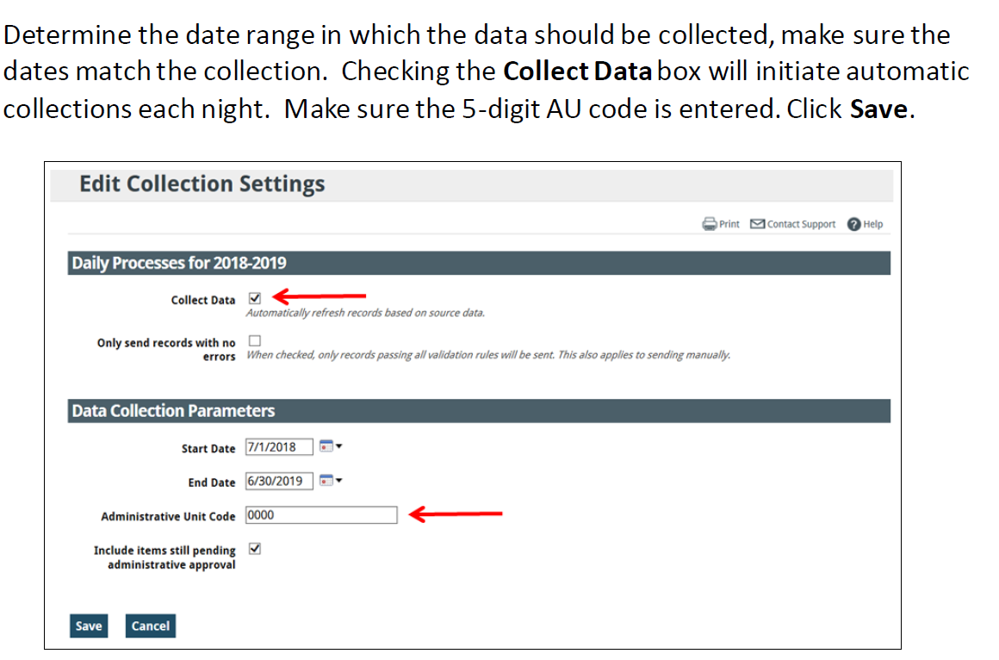 Determine the date range in which the data should be collected, make sure the
dates match the collection.  Checking the Collect Data box will initiate automatic
collections each night.  Make sure the 5-digit AU code is entered. Click Save.
Edit Collection Settings
Print Contact Support ? Help
Daily Processes for 2018-2019
Collect Data
Automatically refresh records based on source data.
Only send records with no
errors When checked, only records passing all validation rules will be sent. This also applies to sending manually.
Data Collection Parameters
Start Date 7/1/2018
End Date 6/30/2019
Administrative Unit Code 0000
Include items still pending
administrative approval
Save Cancel